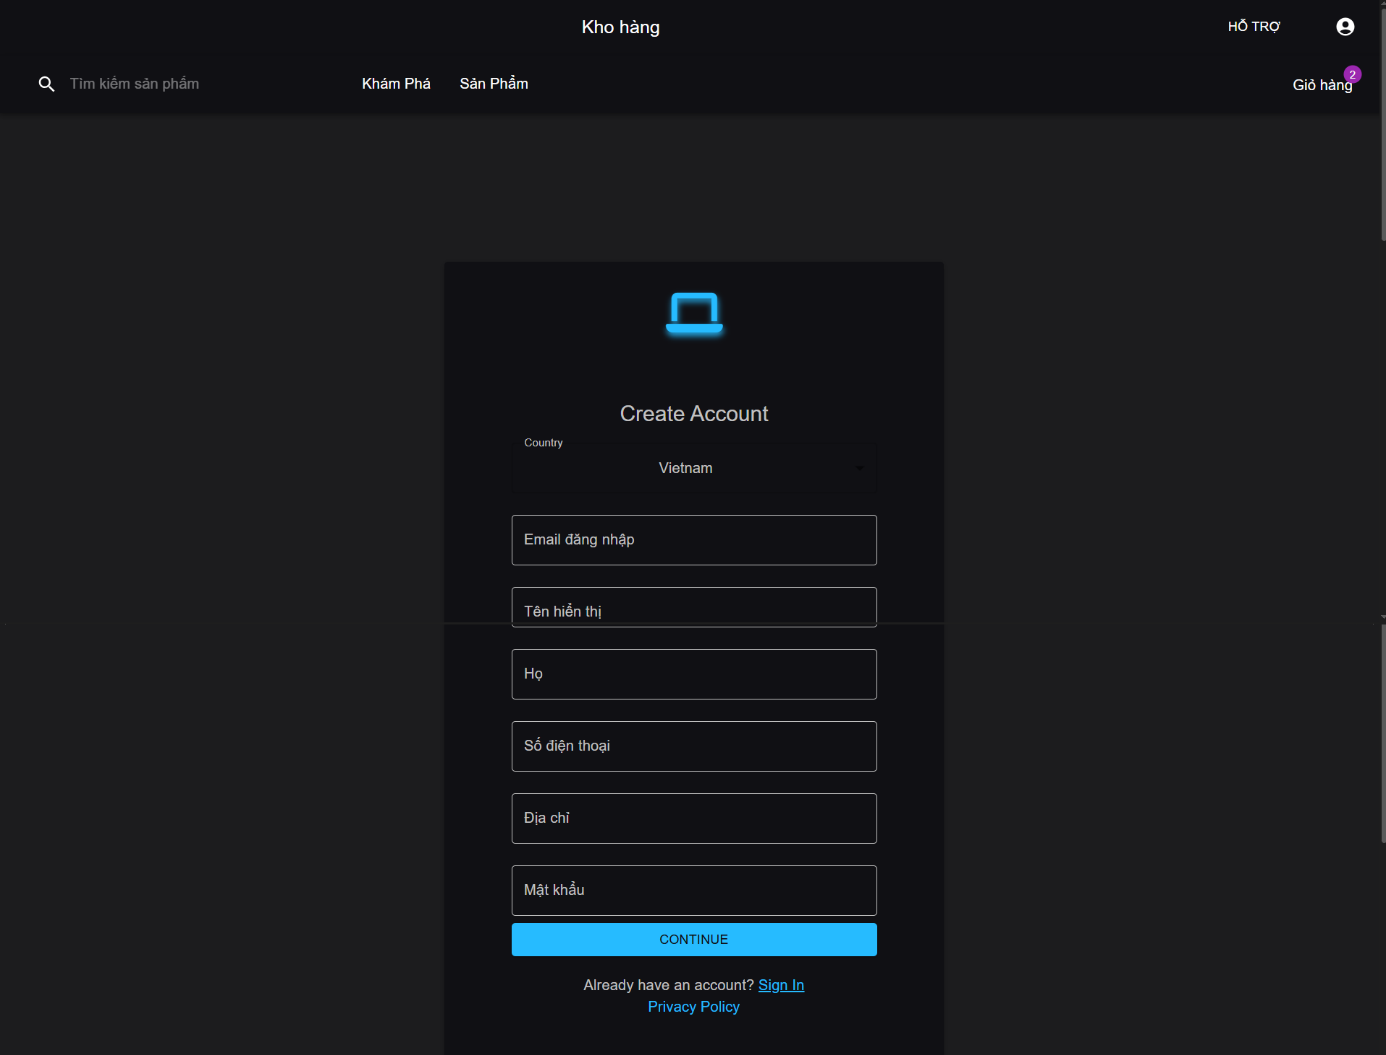 Kho hàng
HỖ TRỢ
Tìm kiếm sản phẩm
Khám Phá
Sản Phẩm
Giỏ hàng
2
Create Account
Country
Vietnam
Email đăng nhập
Tên hiển thị
Họ
Số điện thoại
Địa chỉ
Mật khẩu
CONTINUE
Already have an account? Sign In
Privacy Policy